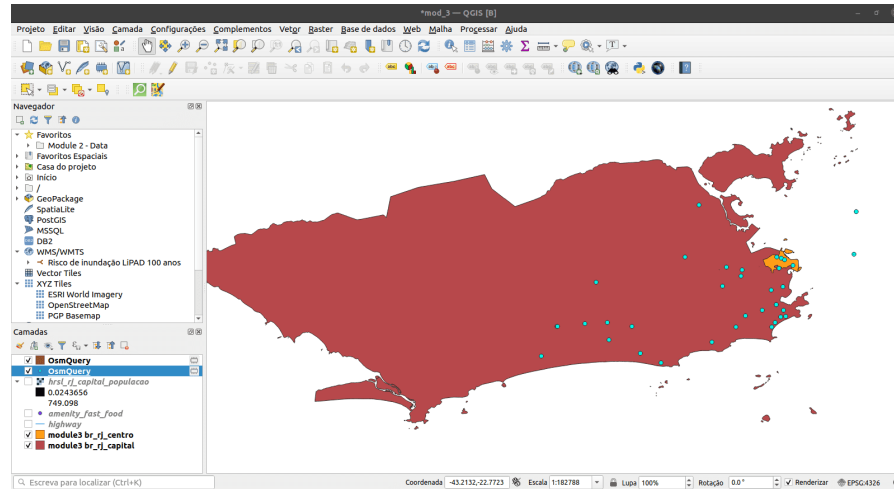 *mod_3 — QGIS [B]
Projeto Editar Visão Camada Configurações Complementos Vetor Raster Base de dados Web Malha Processar Ajuda
Navegador
Favoritos
Module 2 - Data
Favoritos Espaciais
Casa do projeto
Início
/
GeoPackage
SpatiaLite
PostGIS
MSSQL
DB2
WMS/WMTS
Risco de inundação LiPAD 100 anos
Vector Tiles
XYZ Tiles
ESRI World Imagery
OpenStreetMap
PGP Basemap
Camadas
OsmQuery
OsmQuery
hrsl_rj_capital_populacao
0.0243656
749.098
amenity_fast_food
highway
module3 br_rj_centro
module3 br_rj_capital
Escreva para localizar (Ctrl+K)
Coordenada -43.2132,-22.7723 Escala 1:182788 Lupa 100% Rotação 0.0° Renderizar EPSG:4326